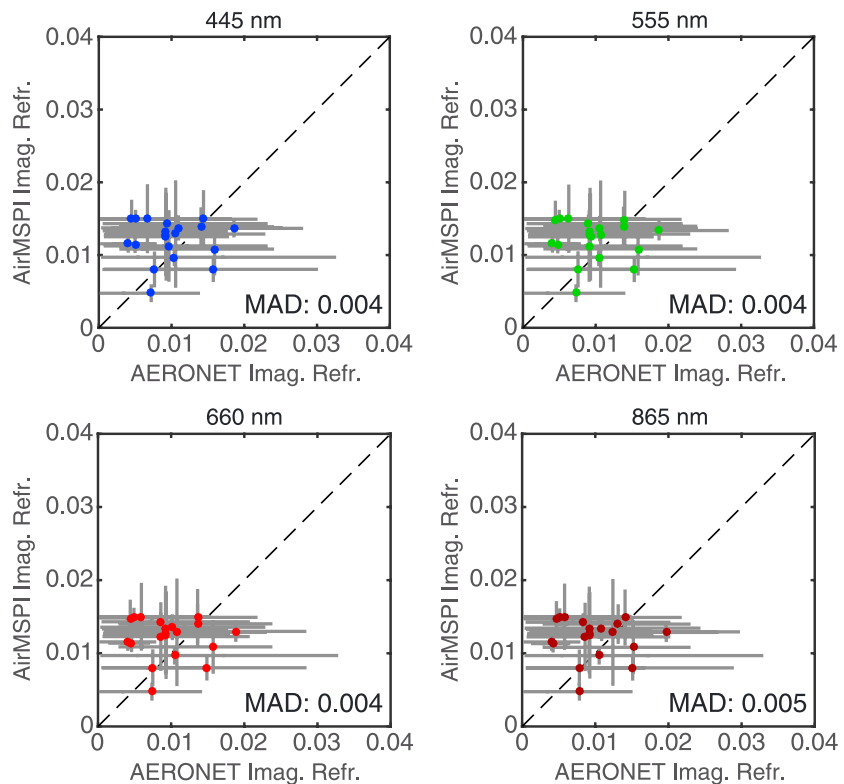 445 nm
0.04
0.03
0.02
0.01
0
AirMSPI Imag. Refr.
MAD: 0.004
0 0.01 0.02 0.03 0.04
AERONET Imag. Refr.
555 nm
0.04
0.03
0.02
0.01
0
AirMSPI Imag. Refr.
MAD: 0.004
0 0.01 0.02 0.03 0.04
AERONET Imag. Refr.
660 nm
0.04
0.03
0.02
0.01
0
AirMSPI Imag. Refr.
MAD: 0.004
0 0.01 0.02 0.03 0.04
AERONET Imag. Refr.
865 nm
0.04
0.03
0.02
0.01
0
AirMSPI Imag. Refr.
MAD: 0.005
0 0.01 0.02 0.03 0.04
AERONET Imag. Refr.